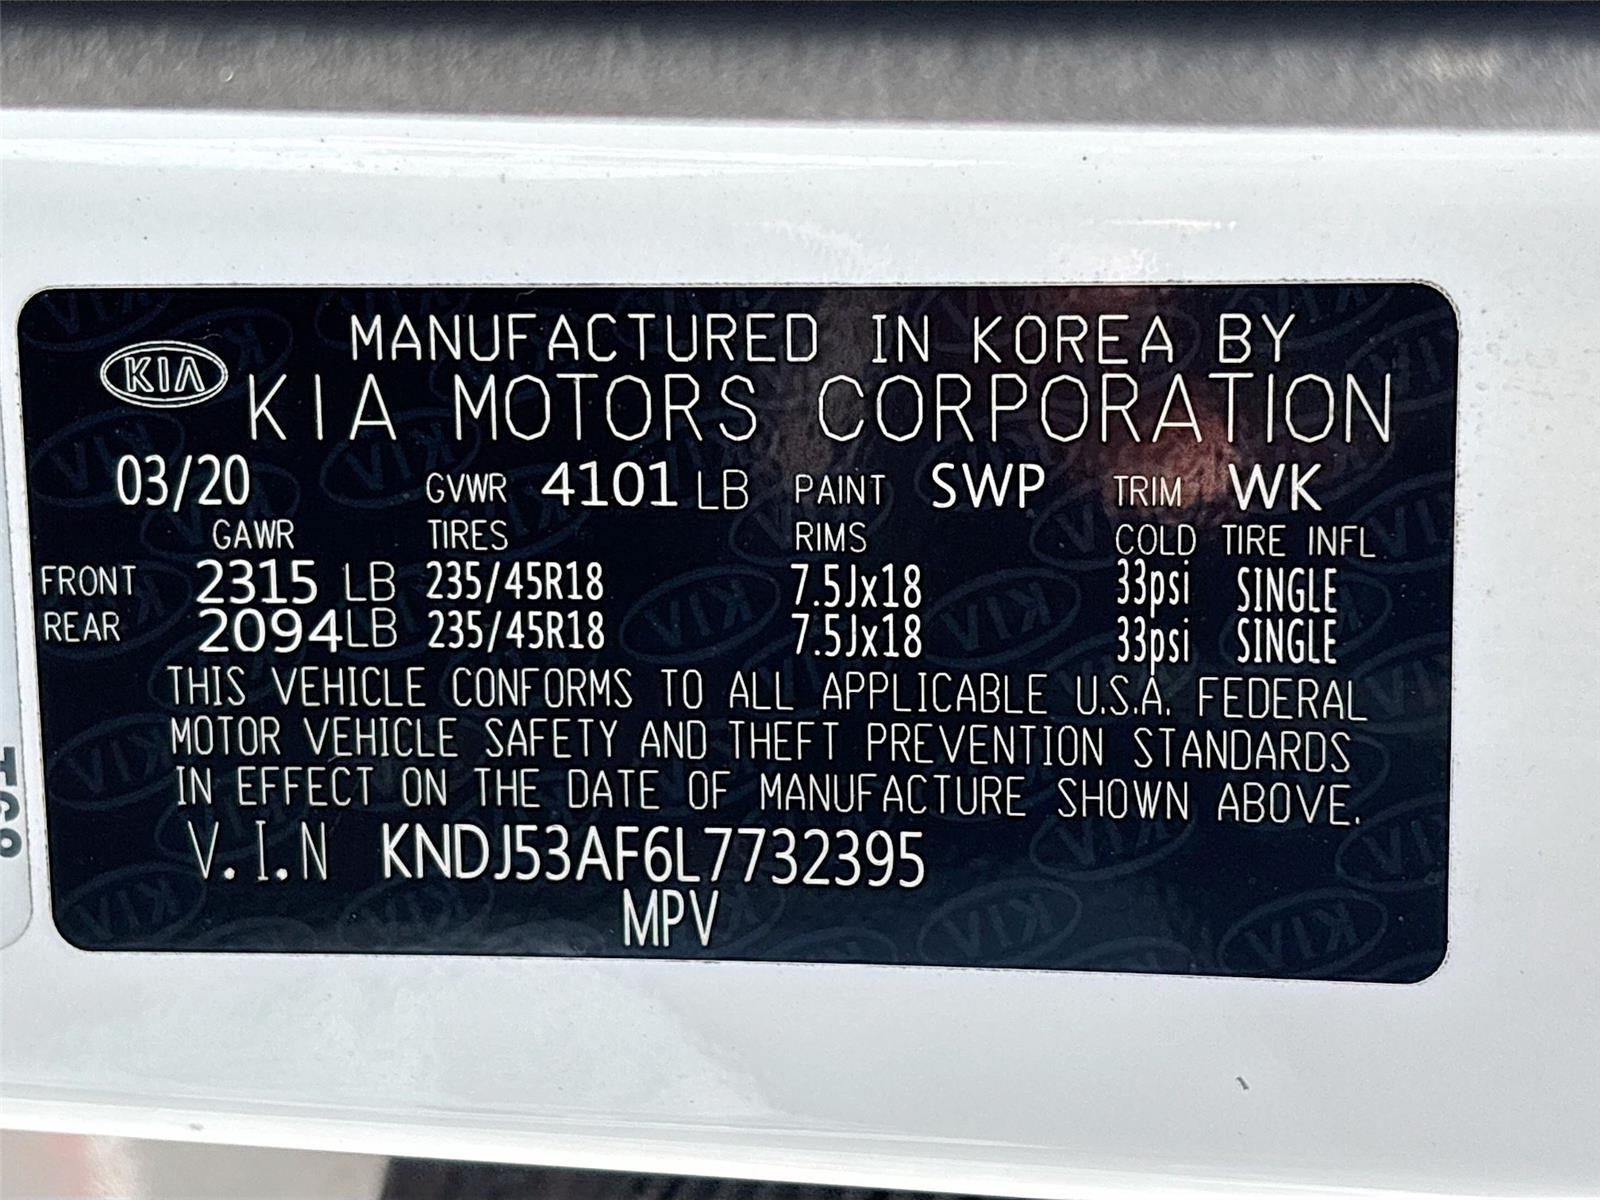 MANUFACTURED IN KOREA BY
KIA KIA MOTORS CORPORATION
03/20 GVWR 4101 LB PAINT SWP TRIM WK
GAWR TIRES RIMS COLD TIRE INFL
FRONT 2315 LB 235/45R18 7.5Jx18 33psi SINGLE
REAR 2094LB 235/45R18 7.5Jx18 33psi SINGLE
THIS VEHICLE CONFORMS TO ALL APPLICABLE U.S.A. FEDERAL
MOTOR VEHICLE SAFETY AND THEFT PREVENTION STANDARDS
IN EFFECT ON THE DATE OF MANUFACTURE SHOWN ABOVE.
V.I.N KNDJ53AF6L7732395
MPV